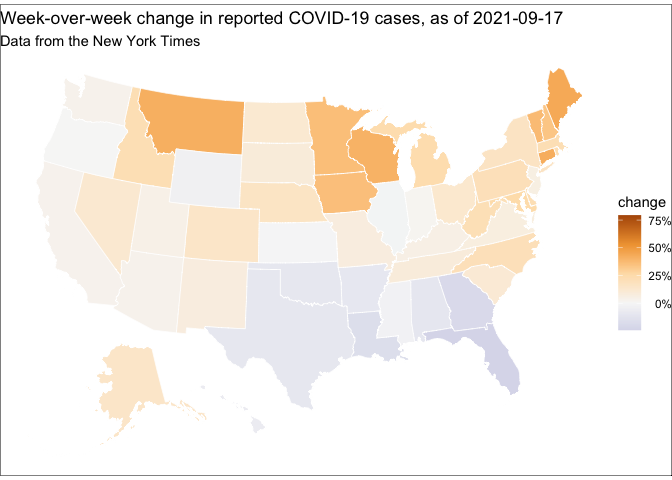 Week-over-week change in reported COVID-19 cases, as of 2021-09-17
Data from the New York Times
change
75%
50%
25%
0%